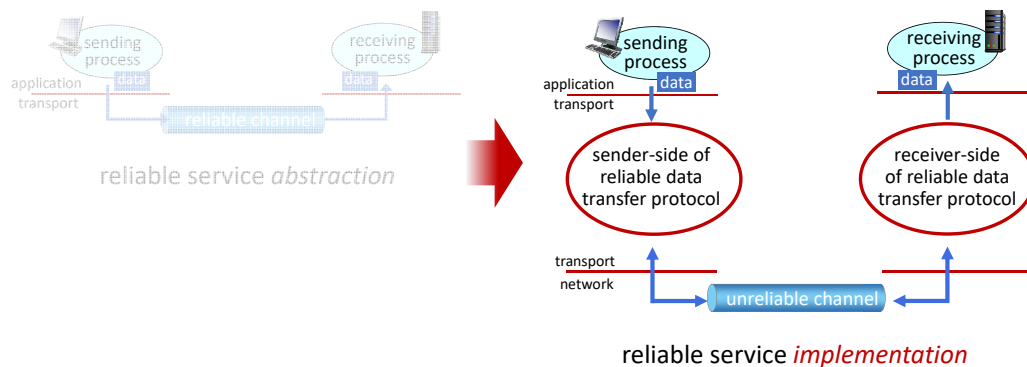 sending
process
data
application
transport
reliable channel
receiving
process
data
reliable service abstraction
sending
process
data
application
transport
sender-side of
reliable data
transfer protocol
receiving
process
data
receiver-side
of reliable data
transfer protocol
transport
network
unreliable channel
reliable service implementation